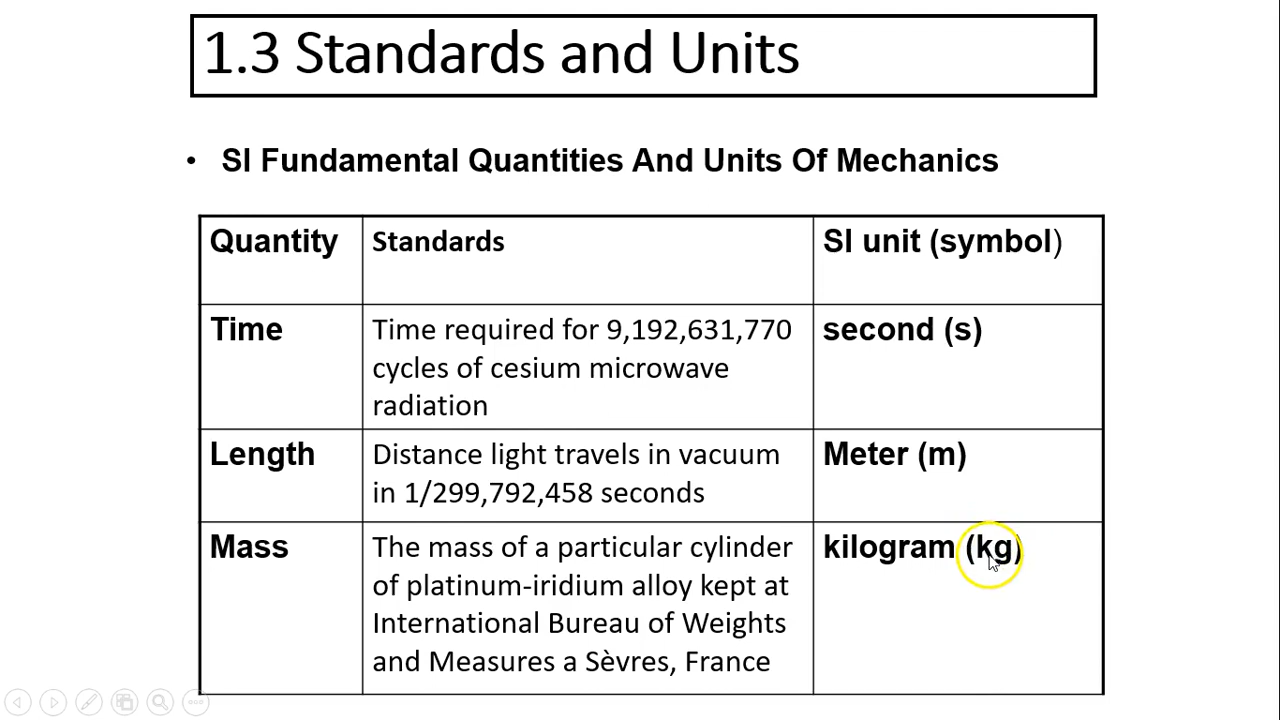 1.3 Standards and Units
• SI Fundamental Quantities And Units Of Mechanics
Quantity
Standards
SI unit (symbol)
Time
Time required for 9,192,631,770
cycles of cesium microwave
radiation
second (s)
Length
Distance light travels in vacuum
in 1/299,792,458 seconds
Meter (m)
Mass
The mass of a particular cylinder
of platinum-iridium alloy kept at
International Bureau of Weights
and Measures a Sèvres, France
kilogram (kg)